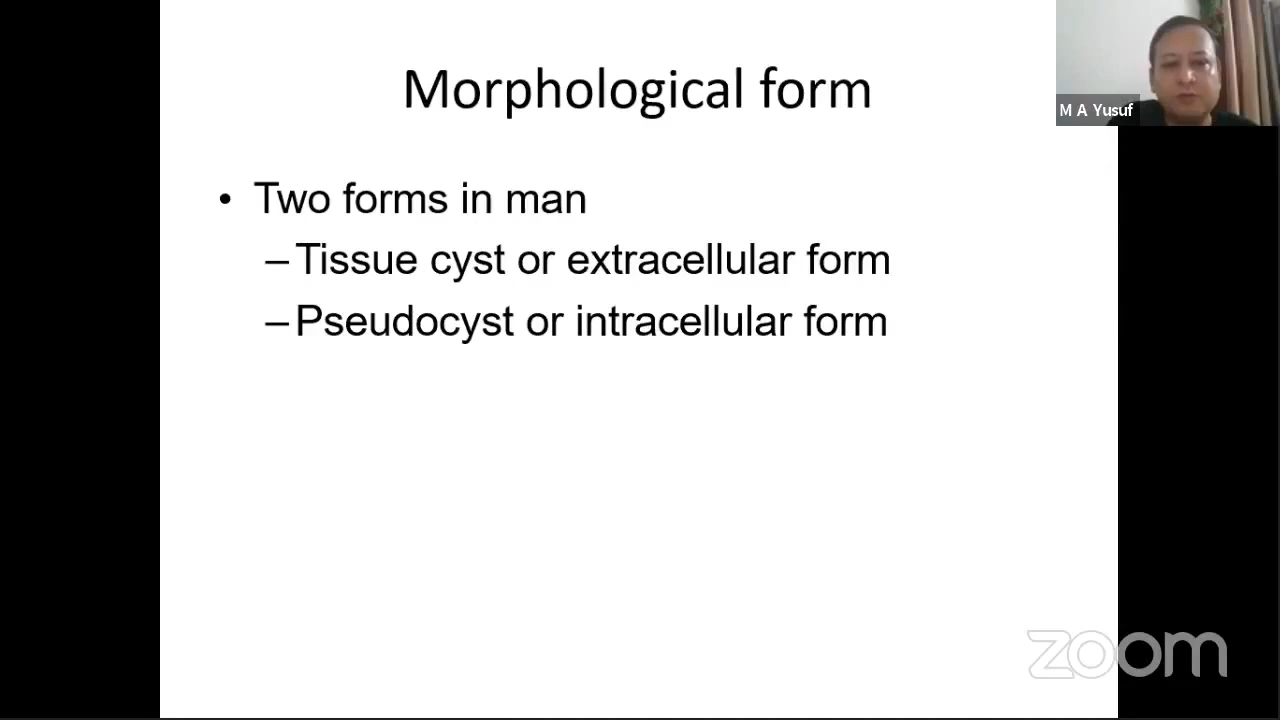 Morphological form
M A Yusuf
• Two forms in man
– Tissue cyst or extracellular form
– Pseudocyst or intracellular form
zoom